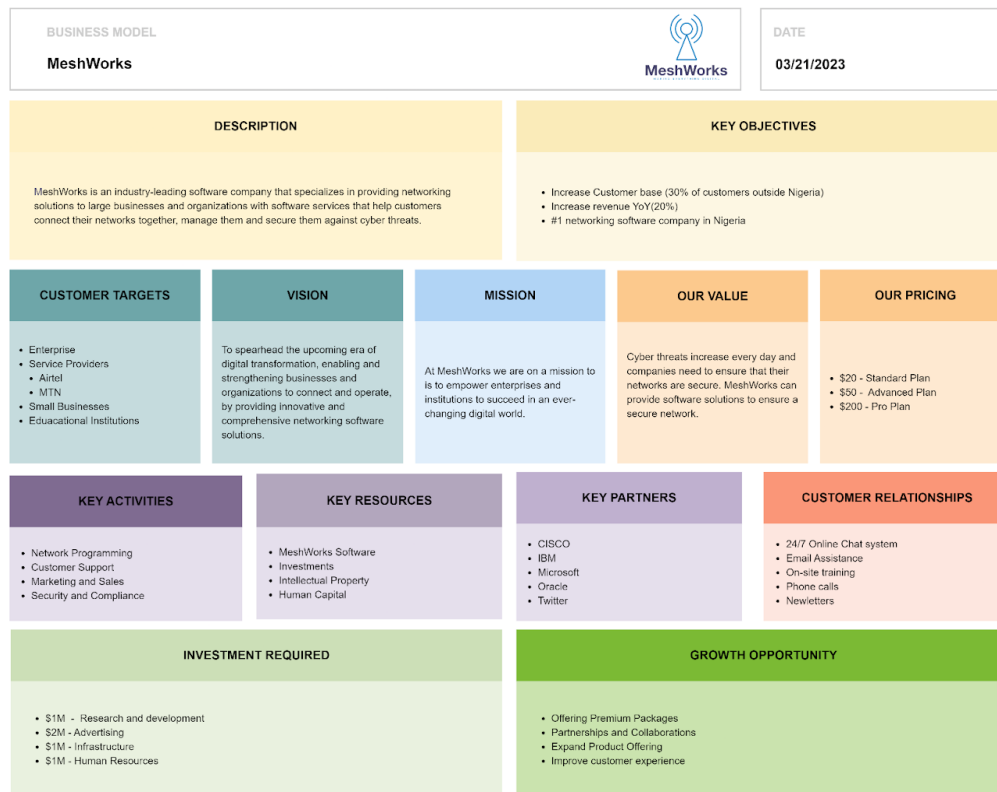 BUSINESS MODEL
MeshWorks
MeshWorks
DATE
03/21/2023
DESCRIPTION
MeshWorks is an industry-leading software company that specializes in providing networking
solutions to large businesses and organizations with software services that help customers
connect their networks together, manage them and secure them against cyber threats.
KEY OBJECTIVES
• Increase Customer base (30% of customers outside Nigeria)
• Increase revenue YoY(20%)
• #1 networking software company in Nigeria
CUSTOMER TARGETS
• Enterprise
• Service Providers
• Airtel
• MTN
• Small Businesses
• Eduacational Institutions
VISION
To spearhead the upcoming era of
digital transformation, enabling and
strengthening businesses and
organizations to connect and operate,
by providing innovative and
comprehensive networking software
solutions.
MISSION
At MeshWorks we are on a mission to
is to empower enterprises and
institutions to succeed in an ever-
changing digital world.
OUR VALUE
Cyber threats increase every day and
companies need to ensure that their
networks are secure. MeshWorks can
provide software solutions to ensure a
secure network.
OUR PRICING
• $20 - Standard Plan
• $50 - Advanced Plan
• $200 - Pro Plan
KEY ACTIVITIES
• Network Programming
• Customer Support
• Marketing and Sales
• Security and Compliance
KEY RESOURCES
• MeshWorks Software
• Investments
• Intellectual Property
• Human Capital
KEY PARTNERS
• CISCO
• IBM
• Microsoft
• Oracle
• Twitter
CUSTOMER RELATIONSHIPS
• 24/7 Online Chat system
• Email Assistance
• On-site training
• Phone calls
• Newletters
INVESTMENT REQUIRED
• $1M - Research and development
• $2M - Advertising
• $1M - Infrastructure
• $1M - Human Resources
GROWTH OPPORTUNITY
• Offering Premium Packages
• Partnerships and Collaborations
• Expand Product Offering
• Improve customer experience